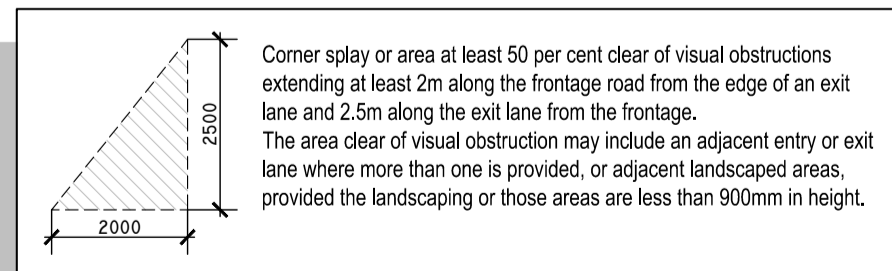 Corner splay or area at least 50 per cent clear of visual obstructions
extending at least 2m along the frontage road from the edge of an exit
lane and 2.5m along the exit lane from the frontage.
The area clear of visual obstruction may include an adjacent entry or exit
lane where more than one is provided, or adjacent landscaped areas,
provided the landscaping or those areas are less than 900mm in height.
2500
2000